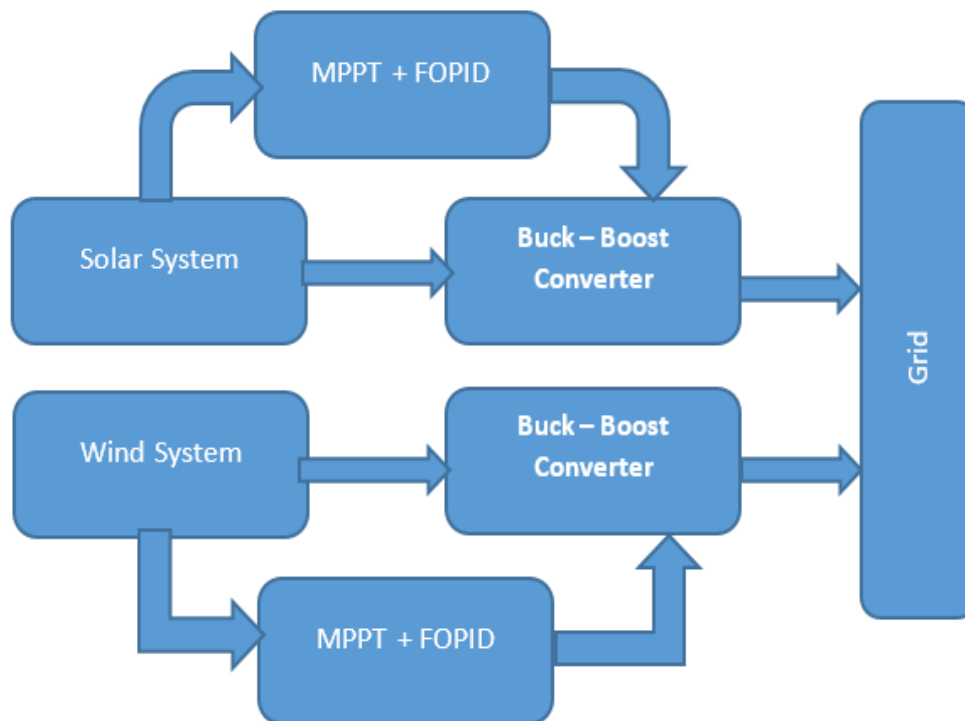 MPPT + FOPID
Solar System
Buck – Boost
Converter
Grid
Wind System
Buck – Boost
Converter
MPPT + FOPID